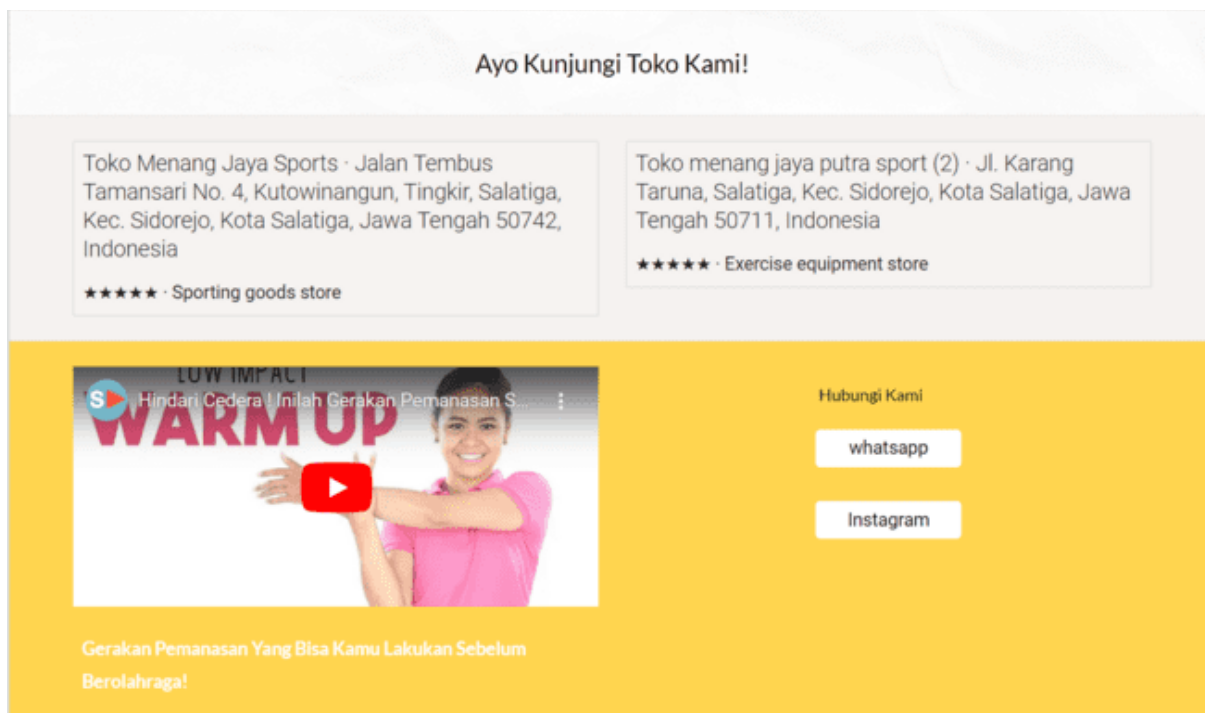 Ayo Kunjungi Toko Kami!
Toko Menang Jaya Sports · Jalan Tembus
Tamansari No. 4, Kutowinangun, Tingkir, Salatiga,
Kec. Sidorejo, Kota Salatiga, Jawa Tengah 50742,
Indonesia
★★★★★ · Sporting goods store
Toko menang jaya putra sport (2) · Jl. Karang
Taruna, Salatiga, Kec. Sidorejo, Kota Salatiga, Jawa
Tengah 50711, Indonesia
★★★★★ · Exercise equipment store
LOW IMPACT
S Hindari Cedera ! Inilah Gerakan Pemanasan S...
WARM UP
Gerakan Pemanasan Yang Bisa Kamu Lakukan Sebelum
Berolahraga!
Hubungi Kami
whatsapp
Instagram